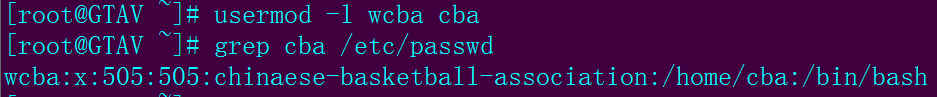 [root@GTAV ~]# usermod -l wcba cba
[root@GTAV ~]# grep cba /etc/passwd
wcba:x:505:505:chinaese-basketball-association:/home/cba:/bin/bash